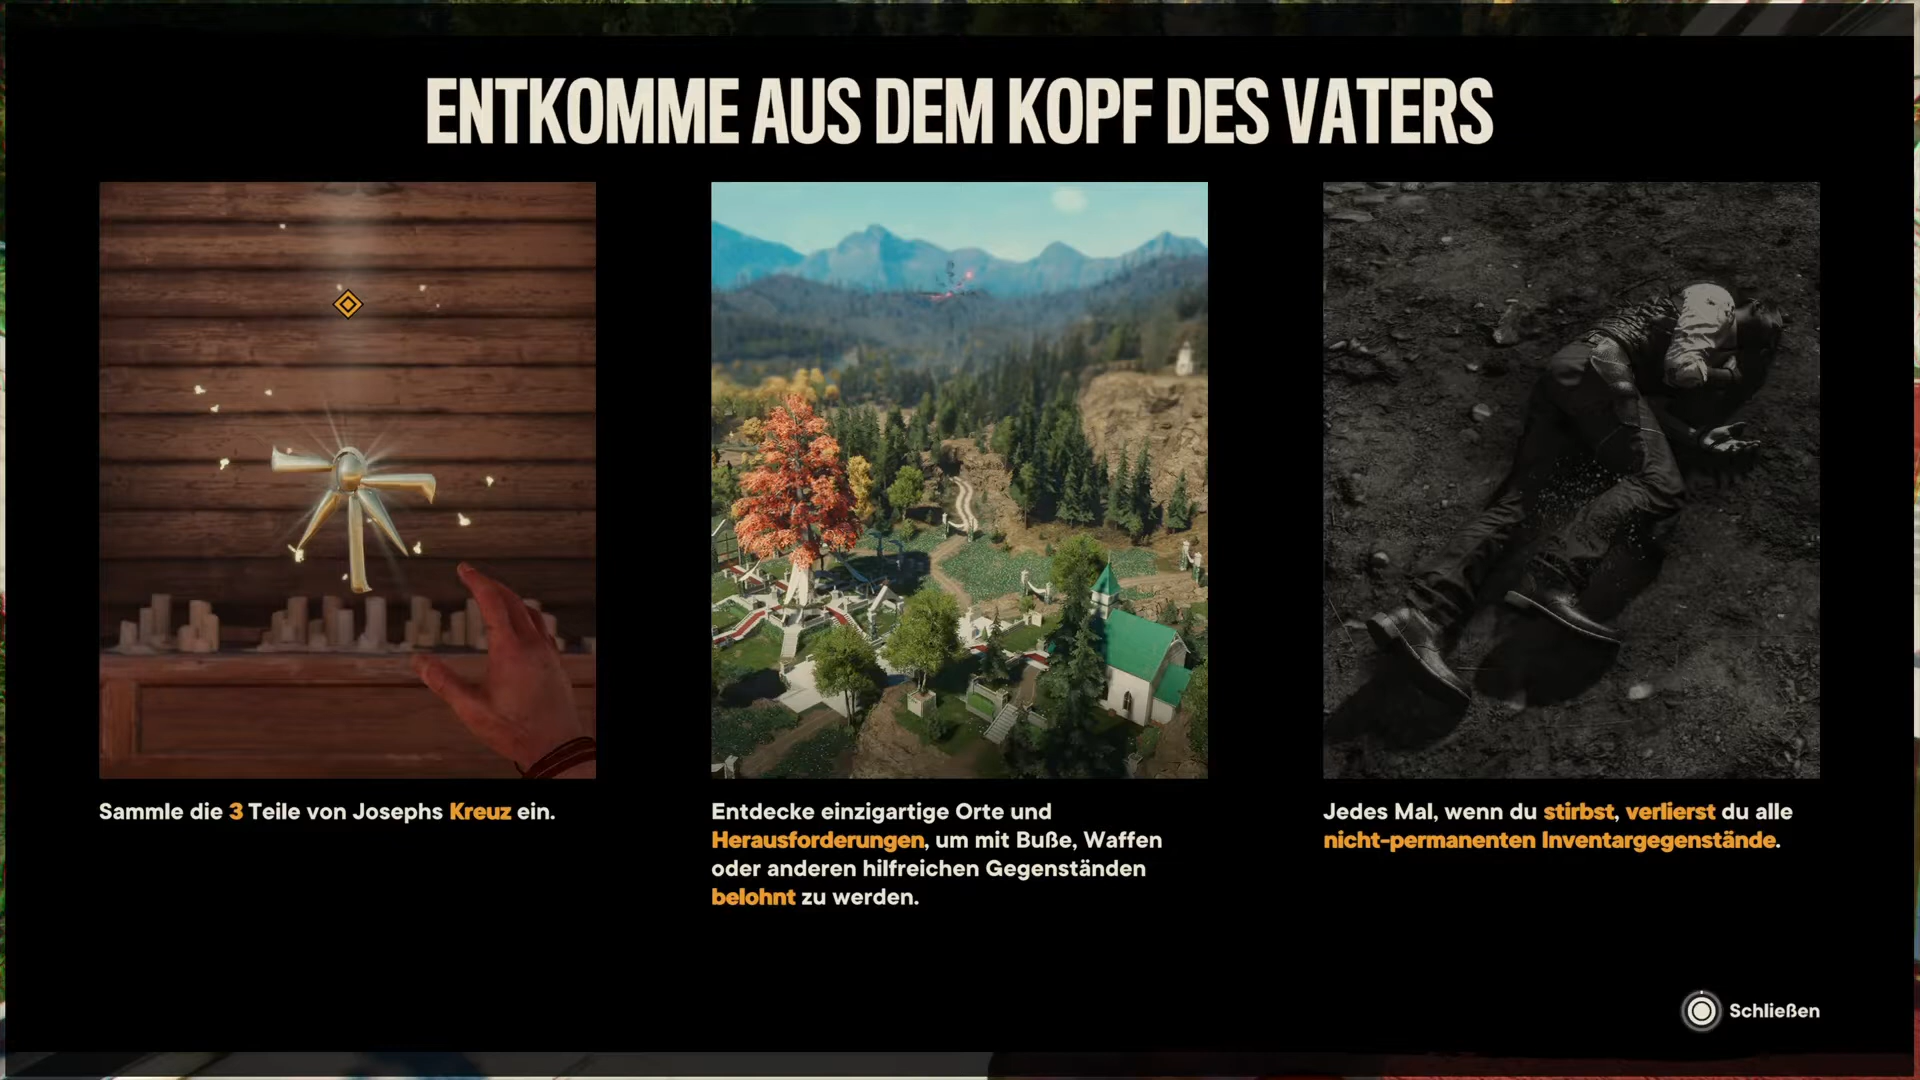 ENTKOMME AUS DEM KOPF DES VATERS
Sammle die 3 Teile von Josephs Kreuz ein.
Entdecke einzigartige Orte und
Herausforderungen, um mit Buße, Waffen
oder anderen hilfreichen Gegenständen
belohnt zu werden.
Jedes Mal, wenn du stirbst, verlierst du alle
nicht-permanenten Inventargegenstände.
Schließen